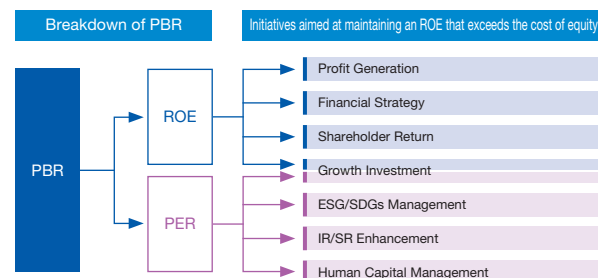 Breakdown of PBR
Initiatives aimed at maintaining an ROE that exceeds the cost of equity
PBR
ROE
PER
Profit Generation
Financial Strategy
Shareholder Return
Growth Investment
ESG/SDGs Management
IR/SR Enhancement
Human Capital Management